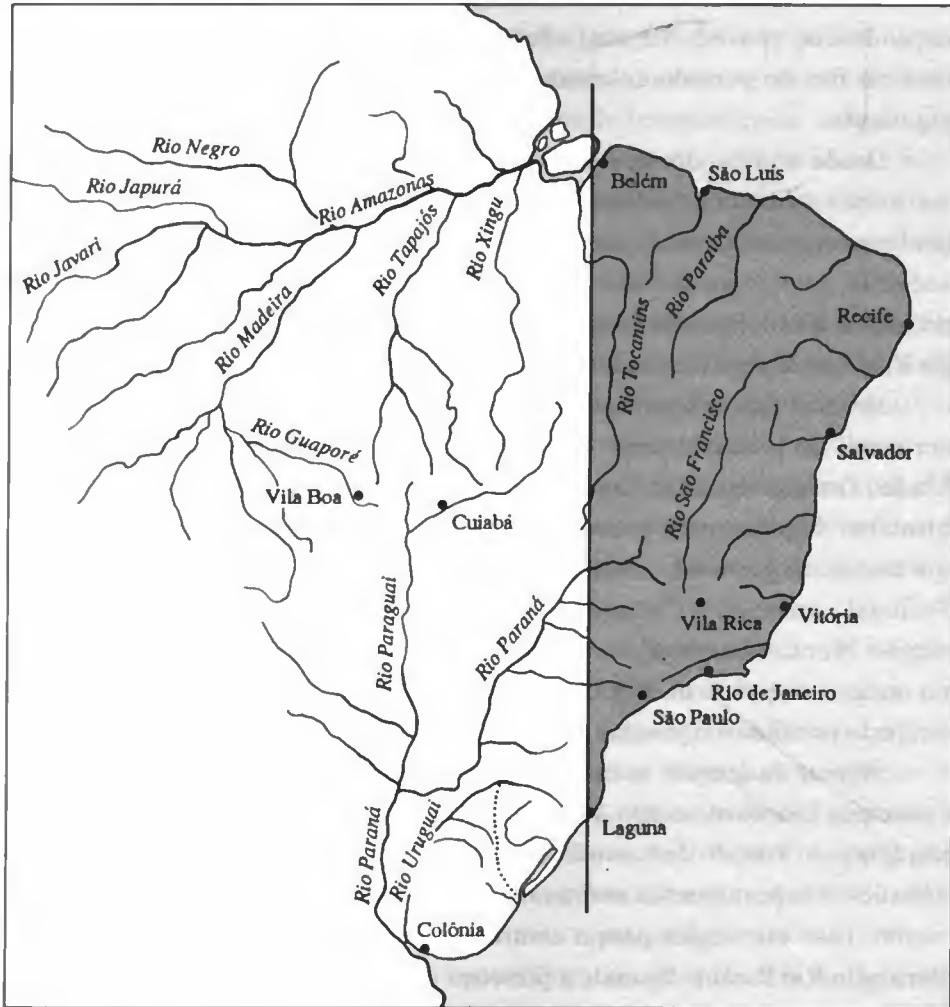 Rio Negro
Rio Japurá
Rio Amazonas
Rio Javari
Rio Madeira
Rio Tapajós
Rio Xingu
Belém
São Luís
Rio Paraíba
Rio Tocantins
Recife
Rio São Francisco
Salvador
Rio Guaporé
Vila Boa
Cuiabá
Rio Paraguai
Rio Paraná
Vila Rica
Vitória
Rio de Janeiro
São Paulo
Laguna
Rio Paraná
Rio Uruguai
Colônia